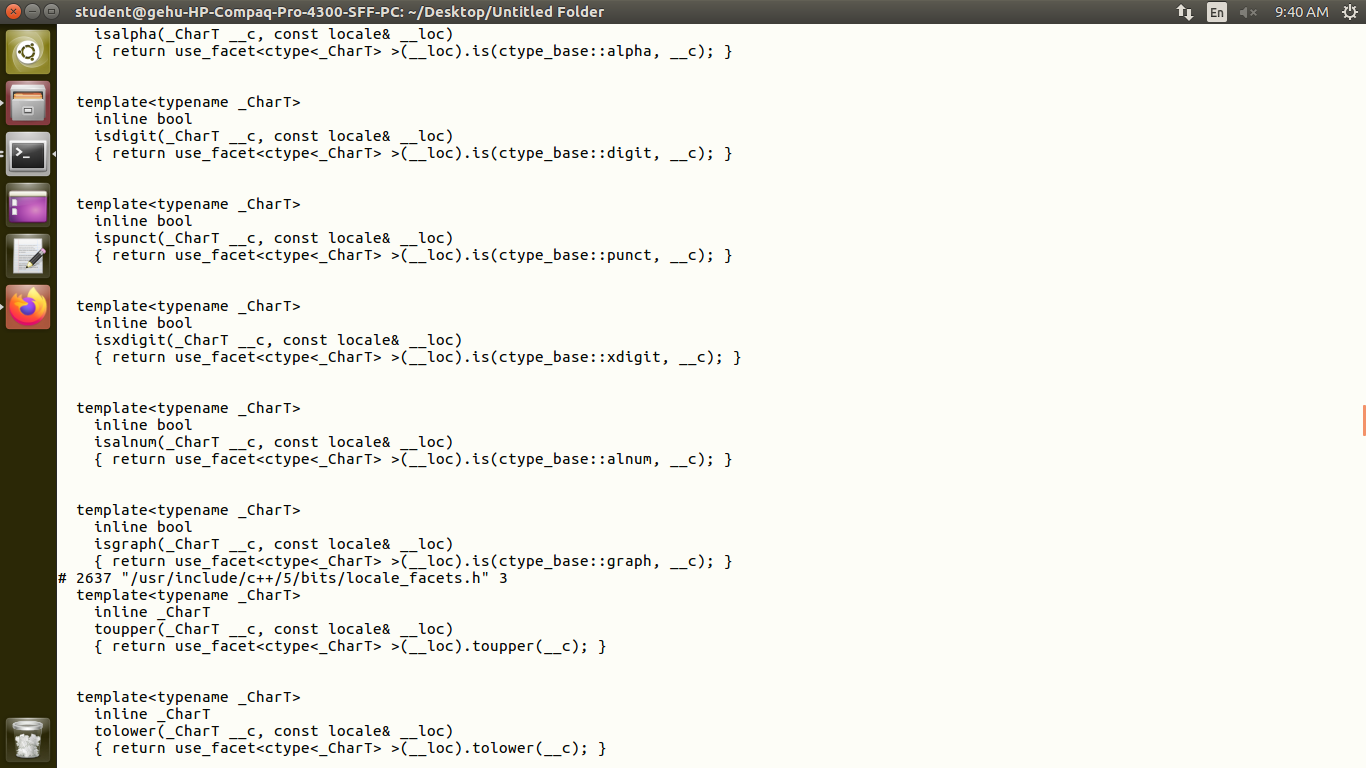 student@gehu-HP-Compaq-Pro-4300-SFF-PC: ~/Desktop/Untitled Folder
En
9:40 AM
isalpha(_CharT __c, const locale& __loc)
{ return use_facet<ctype<_CharT> >(__loc).is(ctype_base::alpha, __c); }
template<typename _CharT>
inline bool
isdigit(_CharT __c, const locale& __loc)
{ return use_facet<ctype<_CharT> >(__loc).is(ctype_base::digit, __c); }
template<typename _CharT>
inline bool
ispunct(_CharT __c, const locale& __loc)
{ return use_facet<ctype<_CharT> >(__loc).is(ctype_base::punct, __c); }
template<typename _CharT>
inline bool
isxdigit(_CharT __c, const locale& __loc)
{ return use_facet<ctype<_CharT> >(__loc).is(ctype_base::xdigit, __c); }
template<typename _CharT>
inline bool
isalnum(_CharT __c, const locale& __loc)
{ return use_facet<ctype<_CharT> >(__loc).is(ctype_base::alnum, __c); }
template<typename _CharT>
inline bool
isgraph(_CharT __c, const locale& __loc)
{ return use_facet<ctype<_CharT> >(__loc).is(ctype_base::graph, __c); }
# 2637 "/usr/include/c++/5/bits/locale_facets.h" 3
template<typename _CharT>
inline _CharT
toupper(_CharT __c, const locale& __loc)
{ return use_facet<ctype<_CharT> >(__loc).toupper(__c); }
template<typename _CharT>
inline _CharT
tolower(_CharT __c, const locale& __loc)
{ return use_facet<ctype<_CharT> >(__loc).tolower(__c); }